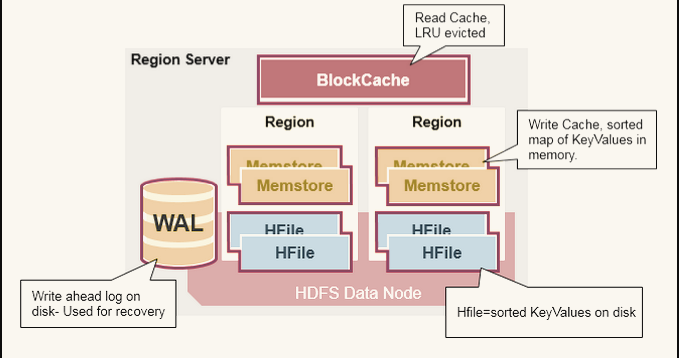 Read Cache,
LRU evicted
Region Server
BlockCache
Region
Region
Write Cache, sorted
map of KeyValues in
memory.
Memstore
Memstore
Memstore
Memstore
WAL
HFile
HFile
HFile
HFile
HDFS Data Node
Write ahead log on
disk- Used for recovery
Hfile=sorted KeyValues on disk